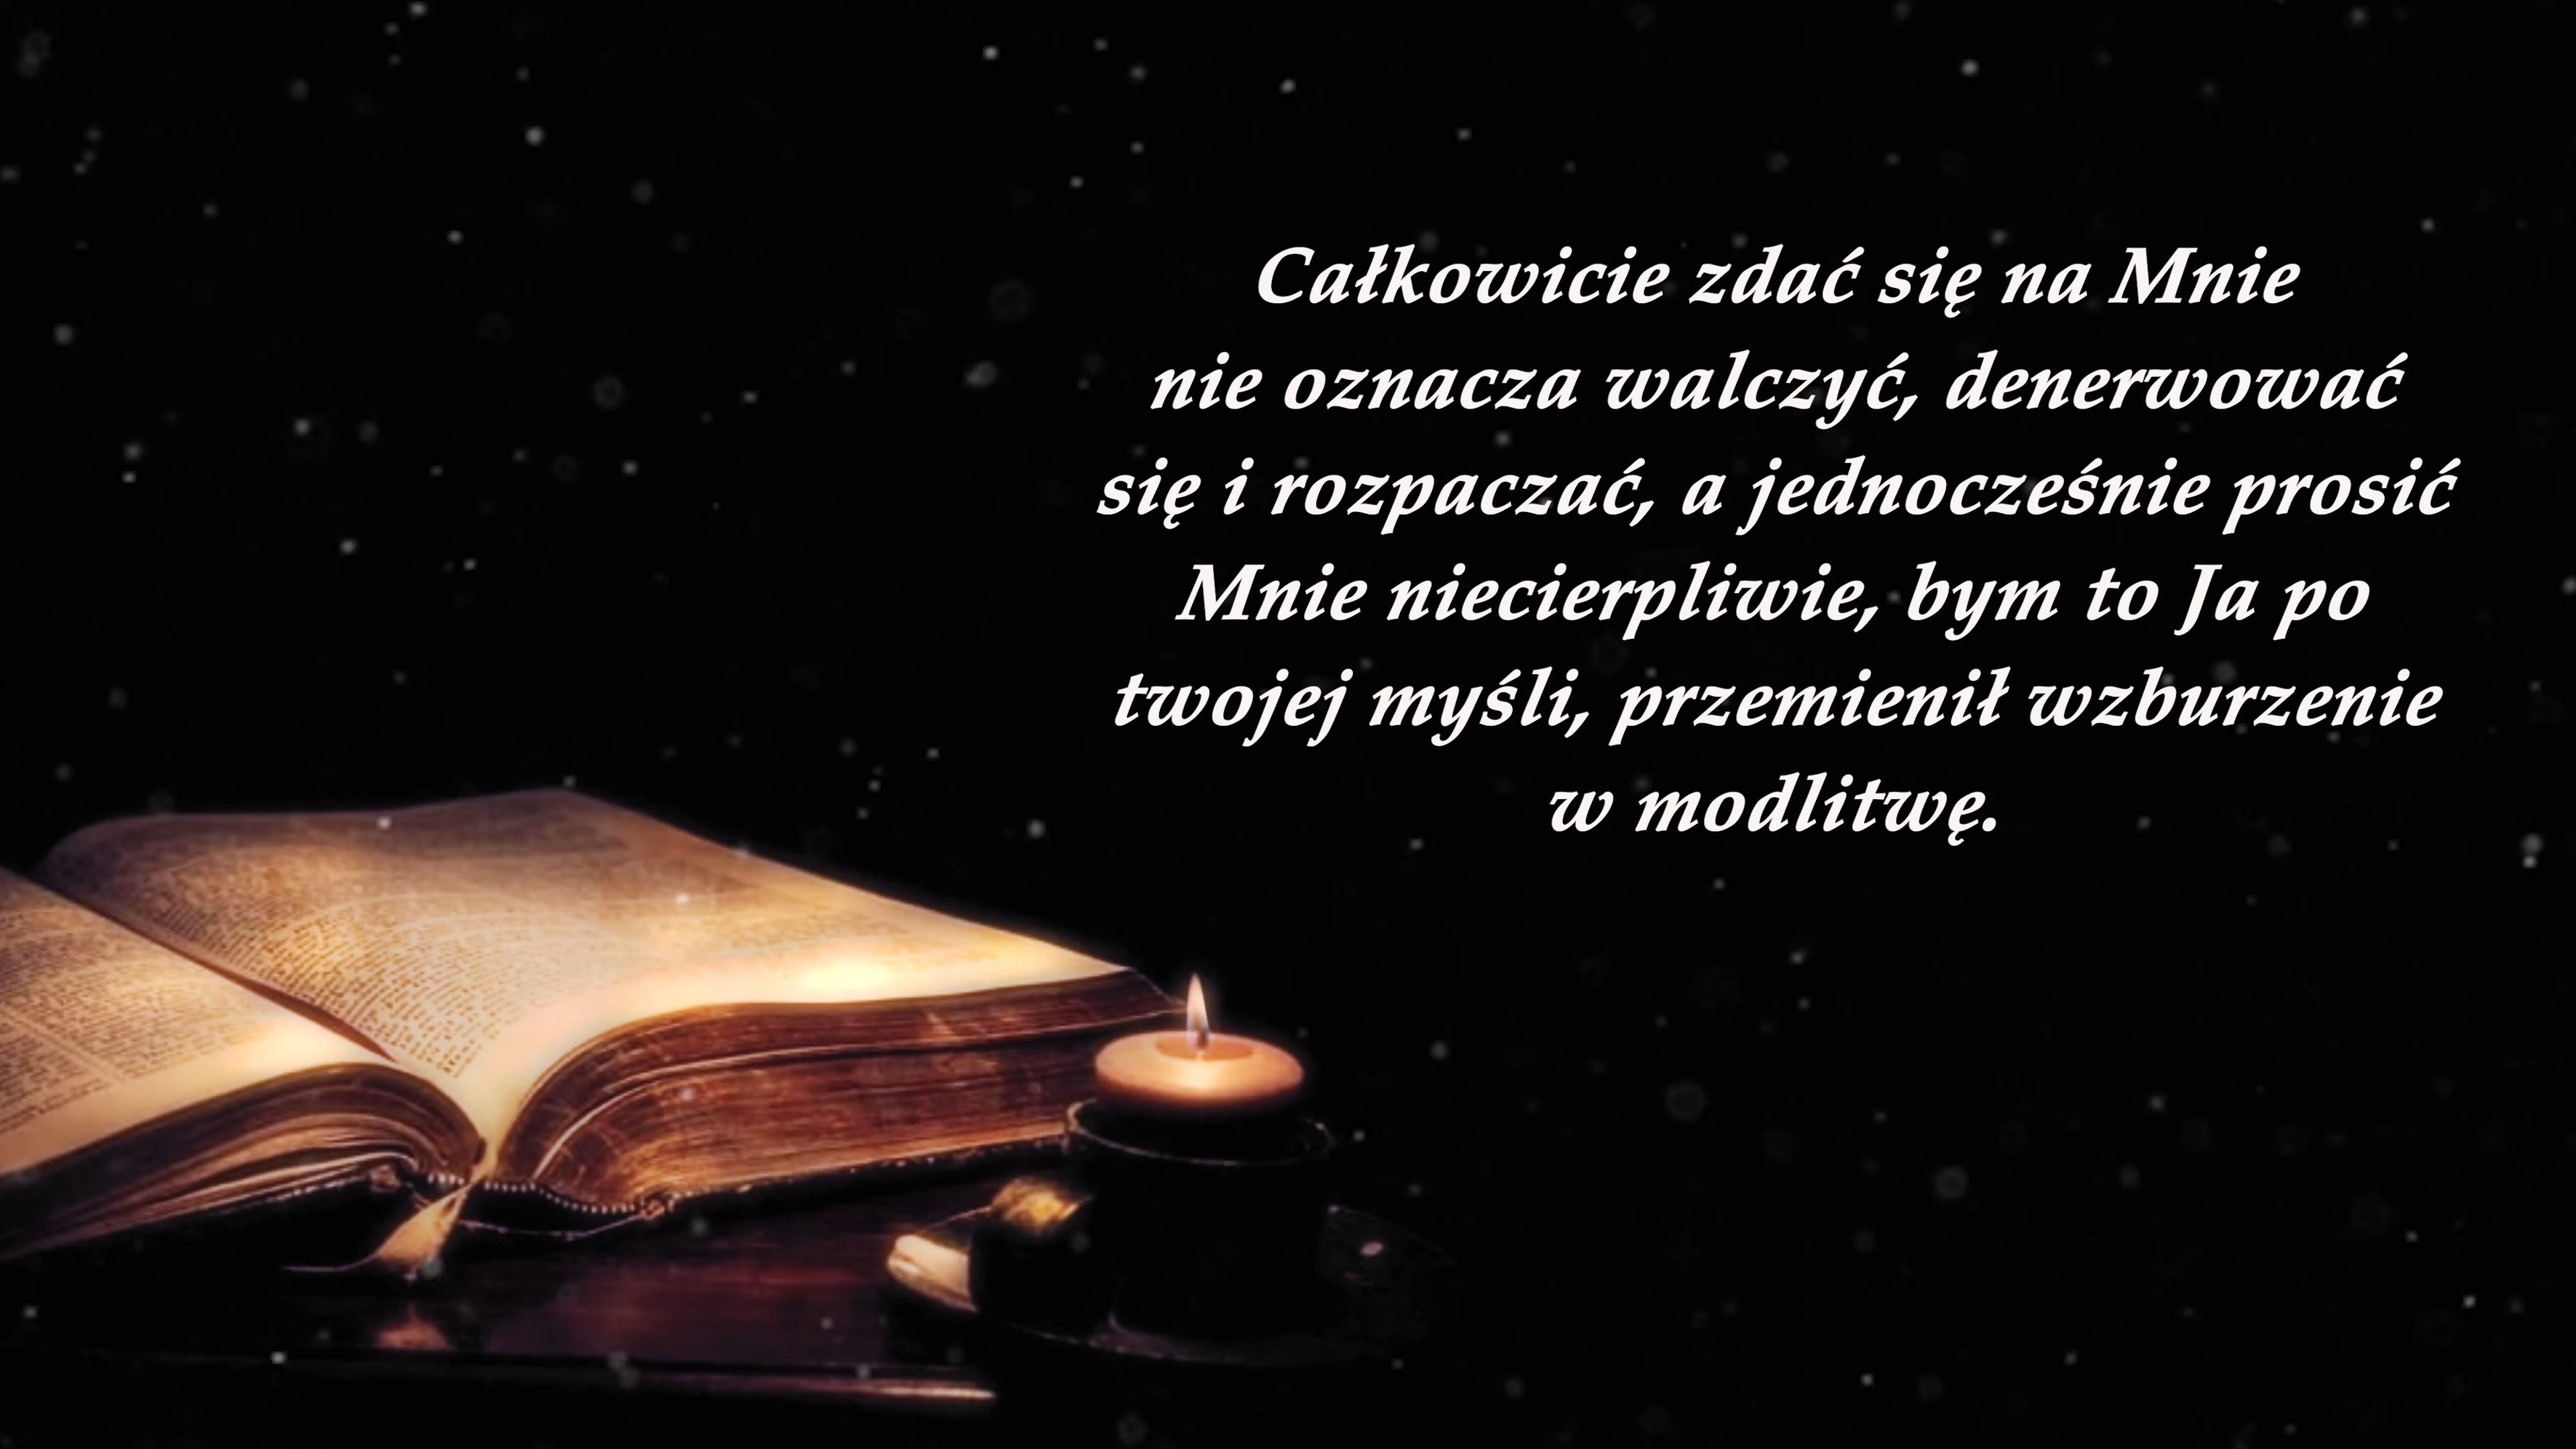 Całkowicie zdać się na Mnie
nie oznacza walczyć, denerwować
się i rozpaczać, a jednocześnie prosić
Mnie niecierpliwie, bym to Ja po
twojej myśli, przemienił wzburzenie
w modlitwę.